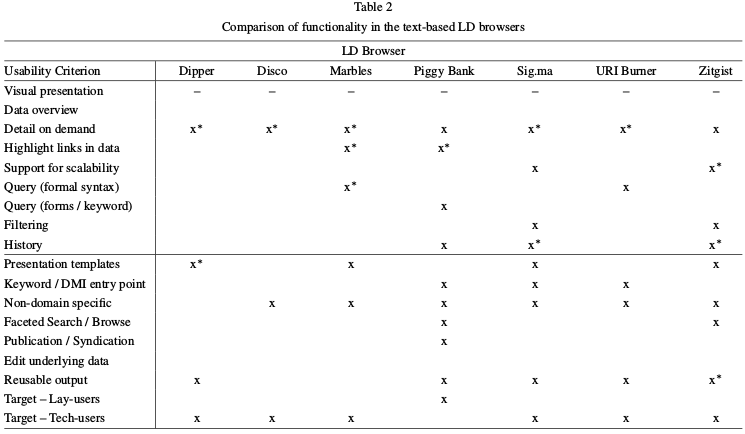 Table 2
Comparison of functionality in the text-based LD browsers
LD Browser
Usability Criterion Dipper Disco Marbles Piggy Bank Sig.ma URI Burner Zitgist
Visual presentation – – – – – – –
Data overview
Detail on demand x* x* x* x x* x* x
Highlight links in data x* x*
Support for scalability x x*
Query (formal syntax) x* x
Query (forms / keyword) x
Filtering x x
History x x* x*
Presentation templates x* x x x
Keyword / DMI entry point x x x
Non-domain specific x x x x x x
Faceted Search / Browse x x
Publication / Syndication x
Edit underlying data
Reusable output x x x x x*
Target – Lay-users x
Target – Tech-users x x x x x x